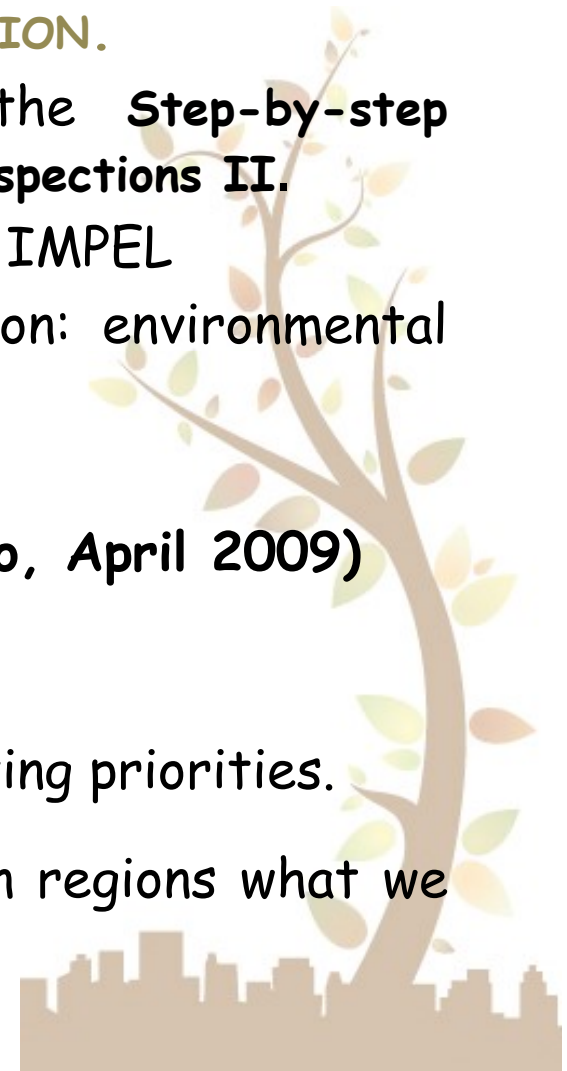 ION.
the Step-by-step
spections II.
IMPEL
on: environmental
o, April 2009)
ing priorities.
regions what we